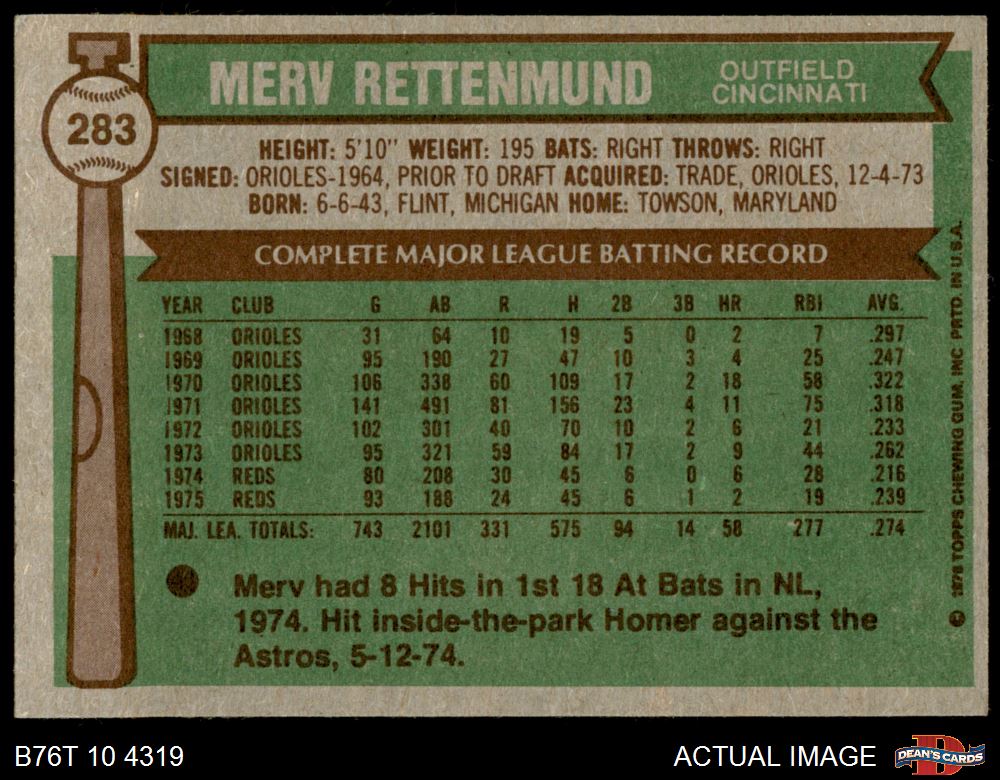 283
MERV RETTENMUND
OUTFIELD
CINCINNATI
HEIGHT: 5'10" WEIGHT: 195 BATS: RIGHT THROWS: RIGHT
SIGNED: ORIOLES-1964, PRIOR TO DRAFT ACQUIRED: TRADE, ORIOLES, 12-4-73
BORN: 6-6-43, FLINT, MICHIGAN HOME: TOWSON, MARYLAND
COMPLETE MAJOR LEAGUE BATTING RECORD
YEAR CLUB G AB R H 2B 3B HR RBI AVG.
1968 ORIOLES 31 64 10 19 5 0 2 7 .297
1969 ORIOLES 95 190 27 47 10 3 4 25 .247
1970 ORIOLES 106 338 60 109 17 2 18 58 .322
1971 ORIOLES 141 491 81 156 23 4 11 75 .318
1972 ORIOLES 102 301 40 70 10 2 6 21 .233
1973 ORIOLES 95 321 59 84 17 2 9 44 .262
1974 REDS 80 208 30 45 6 0 6 28 .216
1975 REDS 93 188 24 45 6 1 2 19 .239
MAJ. LEA. TOTALS: 743 2101 331 575 94 14 58 277 .274
Merv had 8 Hits in 1st 18 At Bats in NL,
1974. Hit inside-the-park Homer against the
Astros, 5-12-74.
© 1976 TOPPS CHEWING GUM, INC PRTD. IN U.S.A.
B76T 10 4319
ACTUAL IMAGE
DEAN'S CARDS